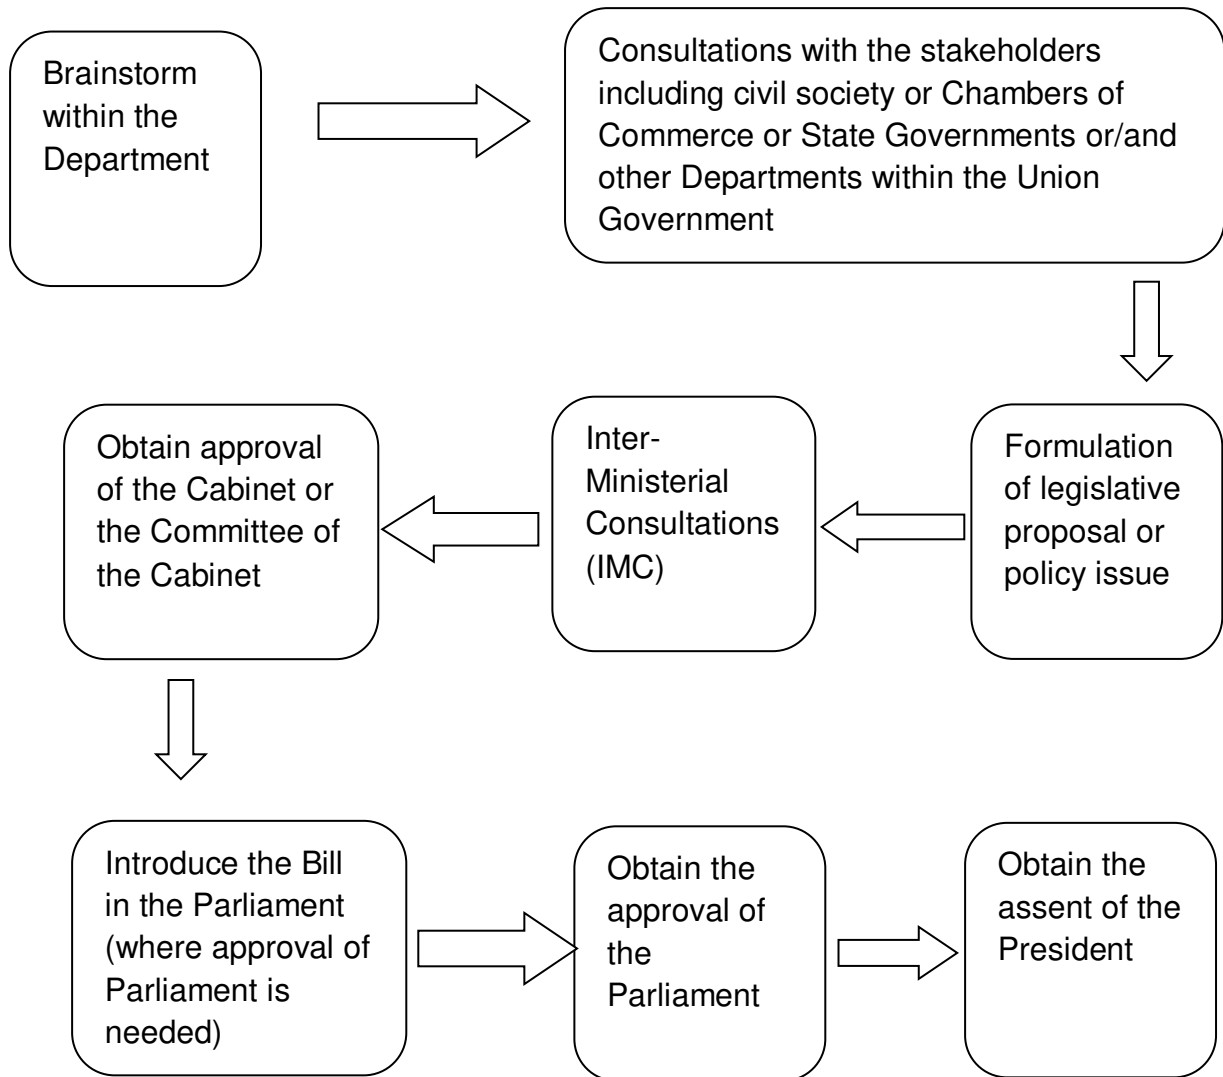 Brainstorm
within the
Department
Consultations with the stakeholders
including civil society or Chambers of
Commerce or State Governments or/and
other Departments within the Union
Government
Formulation
of legislative
proposal or
policy issue
Inter-
Ministerial
Consultations
(IMC)
Obtain approval
of the Cabinet or
the Committee of
the Cabinet
Introduce the Bill
in the Parliament
(where approval of
Parliament is
needed)
Obtain the
approval of
the
Parliament
Obtain the
assent of the
President